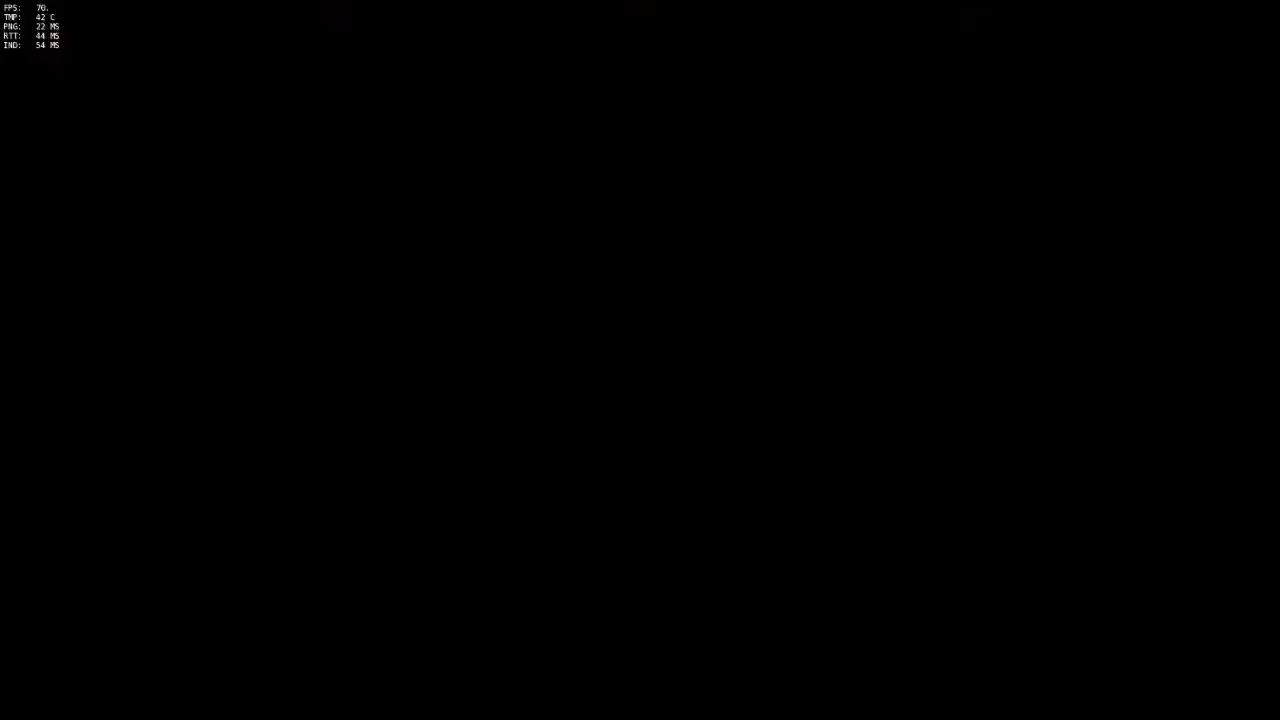 FPS: 70.
TMP: 42 C
PNG: 22 MS
RTT: 44 MS
IND: 54 MS